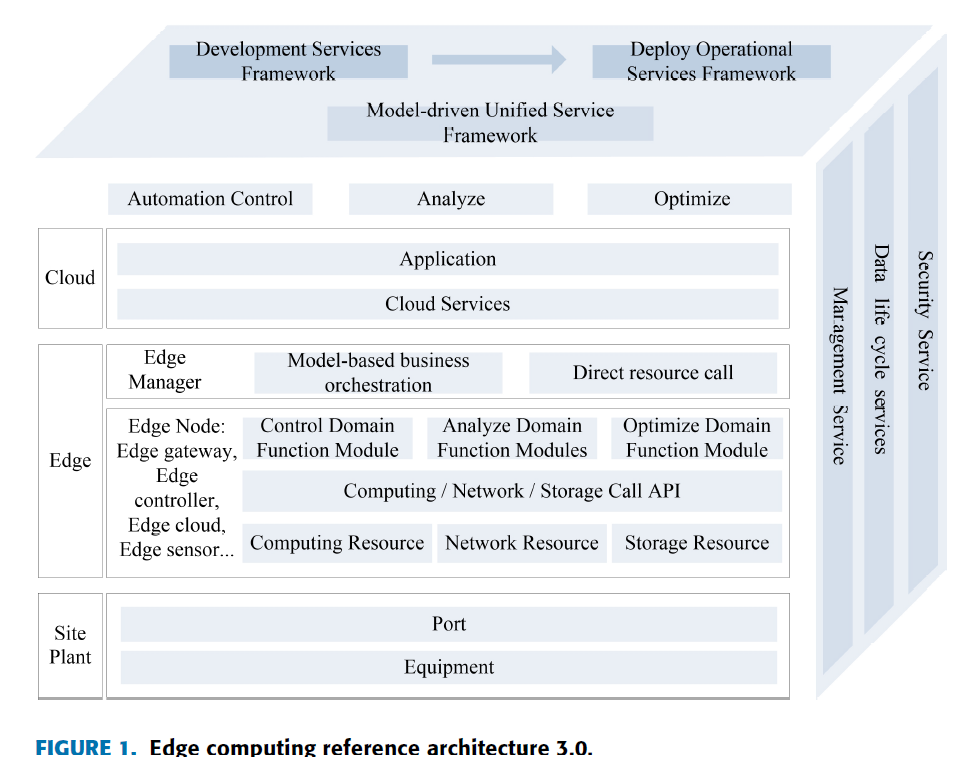 Development Services
Framework
Deploy Operational
Services Framework
Model-driven Unified Service
Framework
Automation Control
Analyze
Optimize
Cloud
Application
Cloud Services
Edge
Edge
Manager
Model-based business
orchestration
Direct resource call
Edge Node:
Edge gateway,
Edge
controller,
Edge cloud,
Edge sensor...
Control Domain
Function Module
Analyze Domain
Function Modules
Optimize Domain
Function Module
Computing / Network / Storage Call API
Computing Resource
Network Resource
Storage Resource
Site
Plant
Port
Equipment
Management Service
Data life cycle services
Security Service
FIGURE 1. Edge computing reference architecture 3.0.